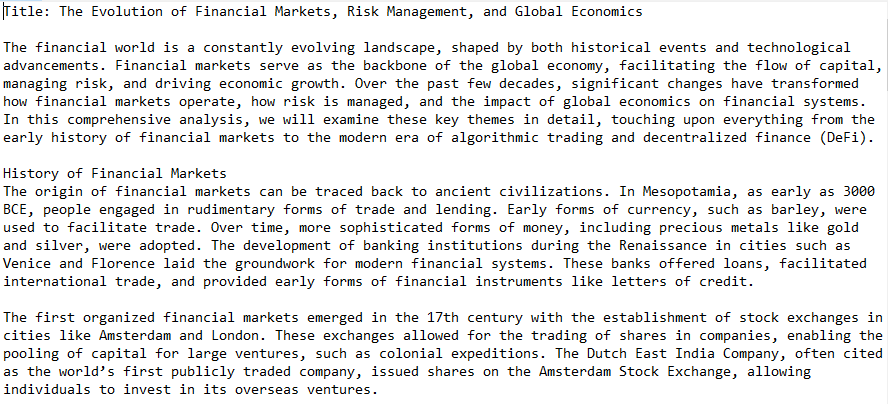 Title: The Evolution of Financial Markets, Risk Management, and Global Economics
The financial world is a constantly evolving landscape, shaped by both historical events and technological
advancements. Financial markets serve as the backbone of the global economy, facilitating the flow of capital,
managing risk, and driving economic growth. Over the past few decades, significant changes have transformed
how financial markets operate, how risk is managed, and the impact of global economics on financial systems.
In this comprehensive analysis, we will examine these key themes in detail, touching upon everything from the
early history of financial markets to the modern era of algorithmic trading and decentralized finance (DeFi).
History of Financial Markets
The origin of financial markets can be traced back to ancient civilizations. In Mesopotamia, as early as 3000
BCE, people engaged in rudimentary forms of trade and lending. Early forms of currency, such as barley, were
used to facilitate trade. Over time, more sophisticated forms of money, including precious metals like gold
and silver, were adopted. The development of banking institutions during the Renaissance in cities such as
Venice and Florence laid the groundwork for modern financial systems. These banks offered loans, facilitated
international trade, and provided early forms of financial instruments like letters of credit.
The first organized financial markets emerged in the 17th century with the establishment of stock exchanges in
cities like Amsterdam and London. These exchanges allowed for the trading of shares in companies, enabling the
pooling of capital for large ventures, such as colonial expeditions. The Dutch East India Company, often cited
as the world’s first publicly traded company, issued shares on the Amsterdam Stock Exchange, allowing
individuals to invest in its overseas ventures.